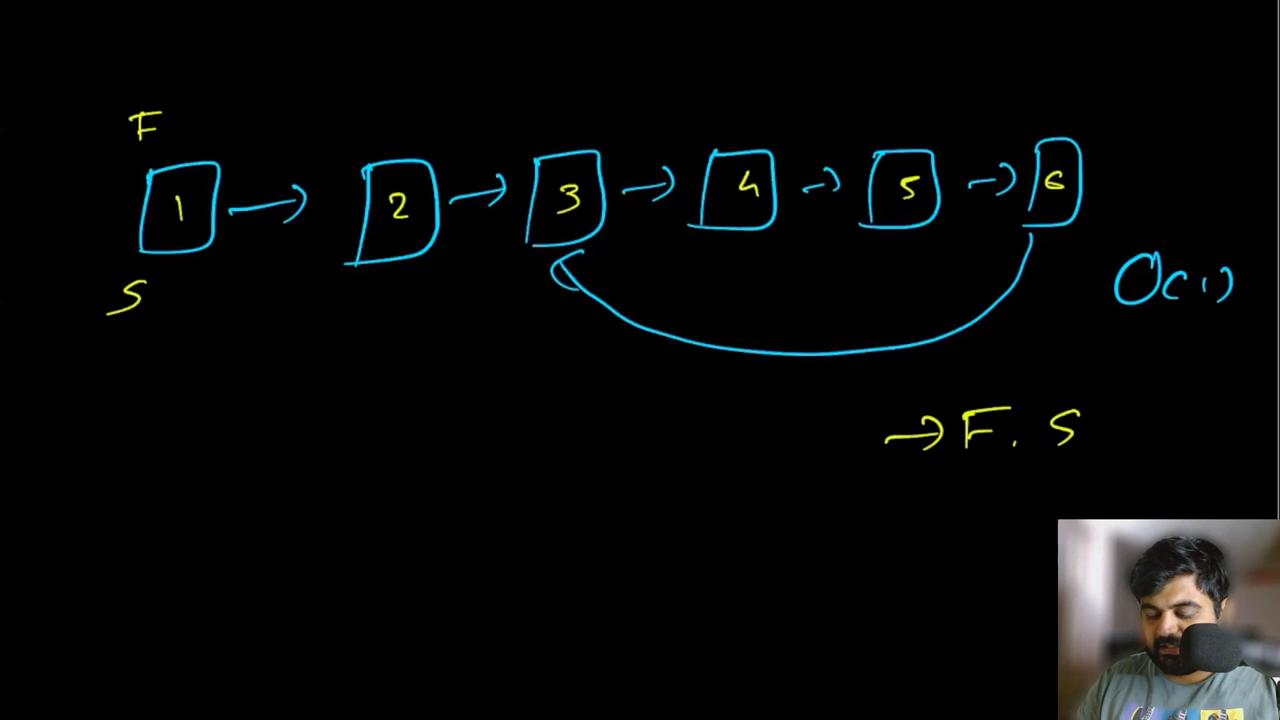 F
1 → 2 → 3 → 4 → 5 → 6
S
O(1)
→ F. S